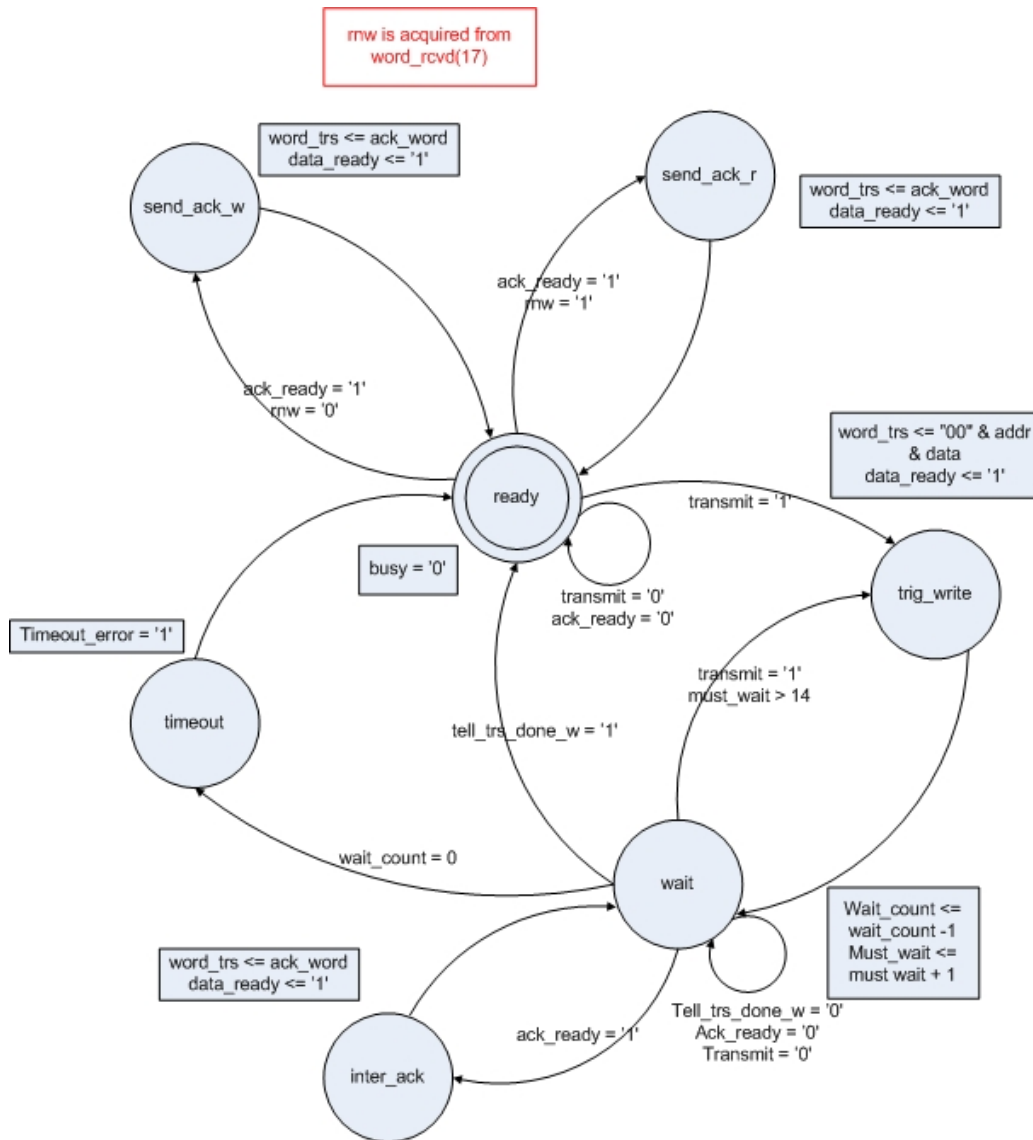 rnw is acquired from
word_rcvd(17)
word_trs <= ack_word
data_ready <= '1'
send_ack_w
send_ack_r
word_trs <= ack_word
data_ready <= '1'
ack_ready = '1'
rnw = '1'
ack_ready = '1'
rnw = '0'
word_trs <= "00" & addr
& data
data_ready <= '1'
ready
transmit = '1'
busy = '0'
transmit = '0'
ack_ready = '0'
trig_write
Timeout_error = '1'
transmit = '1'
must_wait > 14
timeout
tell_trs_done_w = '1'
wait_count = 0
wait
Wait_count <=
wait_count -1
Must_wait <=
must wait + 1
word_trs <= ack_word
data_ready <= '1'
Tell_trs_done_w = '0'
Ack_ready = '0'
Transmit = '0'
ack_ready = '1'
inter_ack